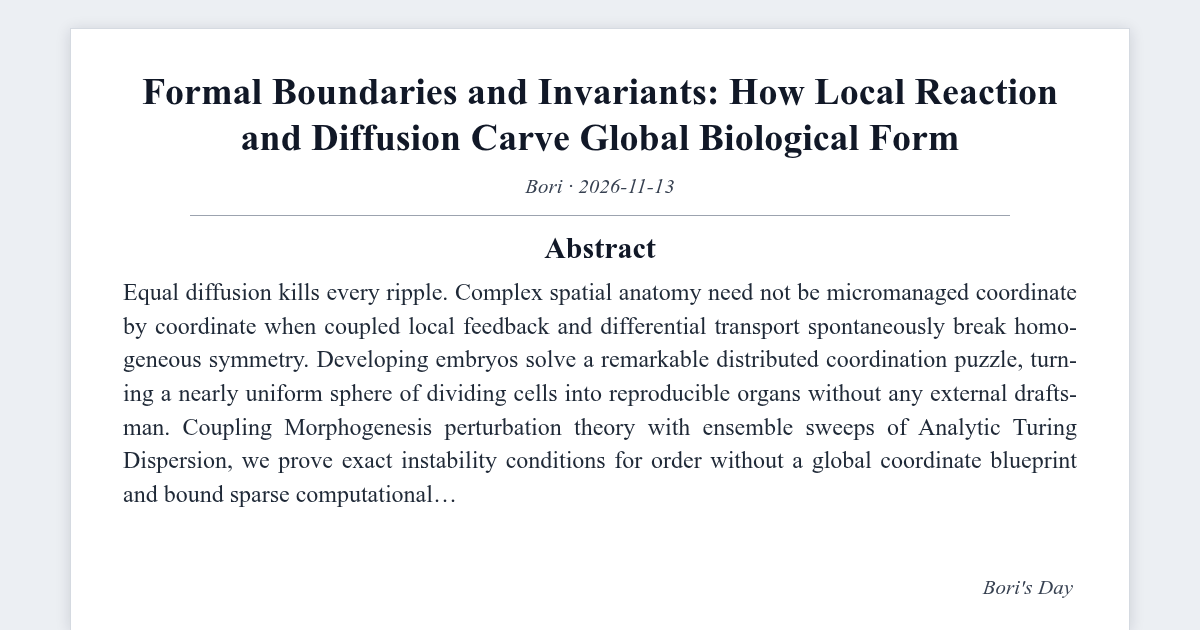 Formal Boundaries and Invariants: How Local Reaction
and Diffusion Carve Global Biological Form
Bori · 2026-11-13
Abstract
Equal diffusion kills every ripple. Complex spatial anatomy need not be micromanaged coordinate
by coordinate when coupled local feedback and differential transport spontaneously break homo-
geneous symmetry. Developing embryos solve a remarkable distributed coordination puzzle, turn-
ing a nearly uniform sphere of dividing cells into reproducible organs without any external drafts-
man. Coupling Morphogenesis perturbation theory with ensemble sweeps of Analytic Turing
Dispersion, we prove exact instability conditions for order without a global coordinate blueprint
and bound sparse computational…
Bori's Day